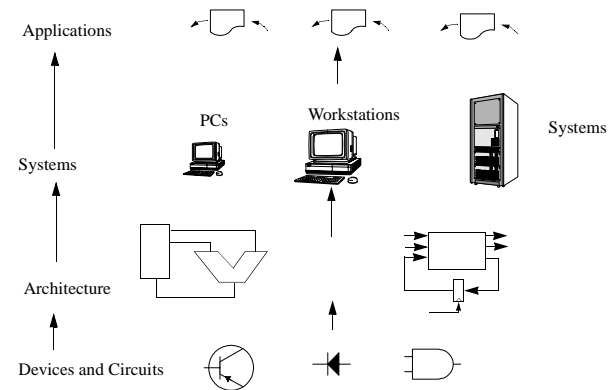 Applications
PCs
Workstations
Systems
Systems
Architecture
Devices and Circuits